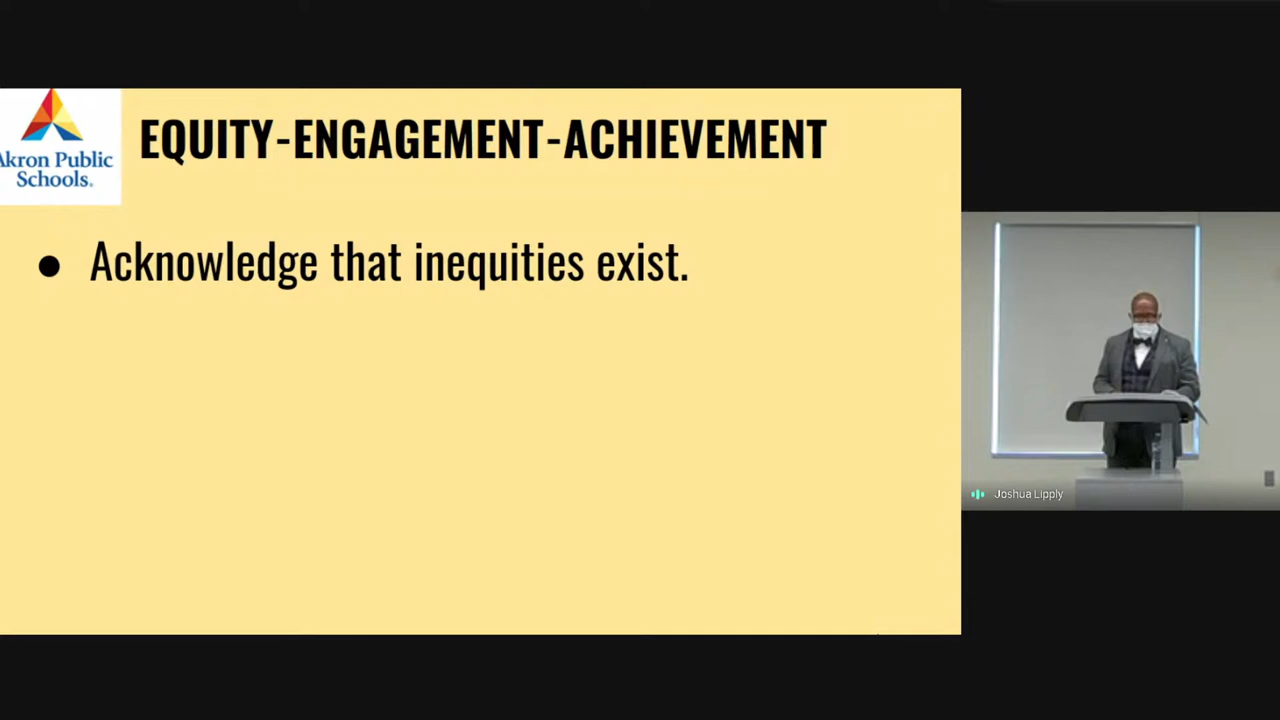 EQUITY-ENGAGEMENT-ACHIEVEMENT
Akron Public
Schools.
● Acknowledge that inequities exist.
Joshua Lipply